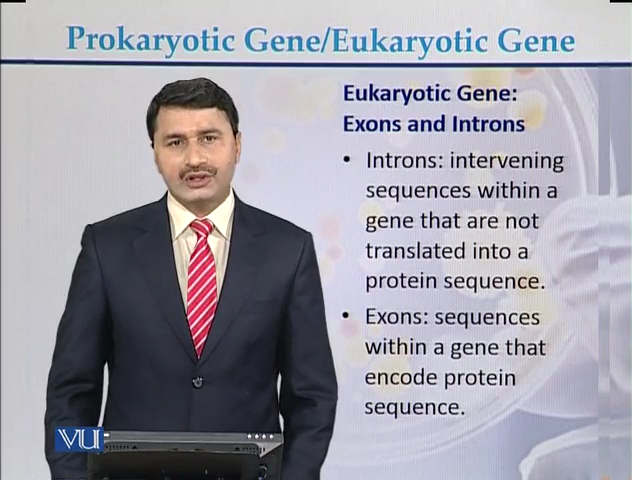 Prokaryotic Gene/Eukaryotic Gene
Eukaryotic Gene:
Exons and Introns
• Introns: intervening
sequences within a
gene that are not
translated into a
protein sequence.
• Exons: sequences
within a gene that
encode protein
sequence.
VU